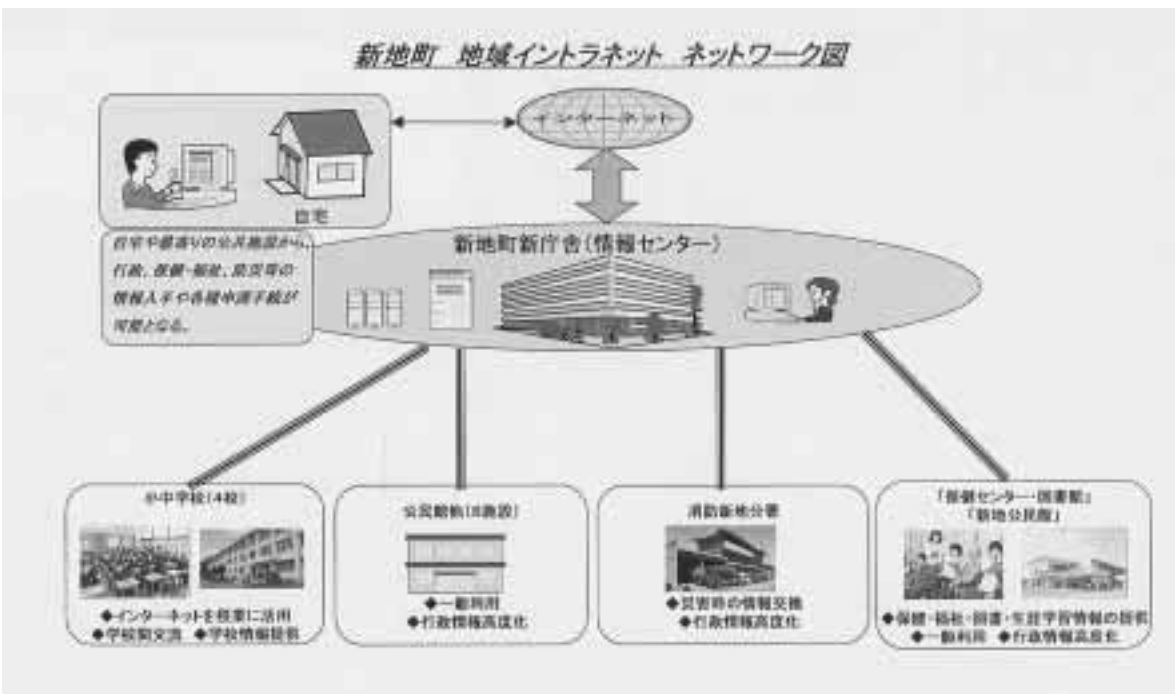 新地町　地域イントラネット　ネットワーク図
インターネット
自宅
自宅や最寄りの公共施設から、
行政、保健・福祉、防災等の
情報入手や各種申請手続が
可能となる。
新地町新庁舎(情報センター)
小中学校(4校)
◆インターネットを授業に活用
◆学校間交流　◆学校情報提供
公民館他(8施設)
◆一般利用
◆行政情報高度化
消防新地分署
◆災害時の情報交換
◆行政情報高度化
「保健センター・図書館」
「新地公民館」
◆保健・福祉・図書・生涯学習情報の提供
◆一般利用　◆行政情報高度化